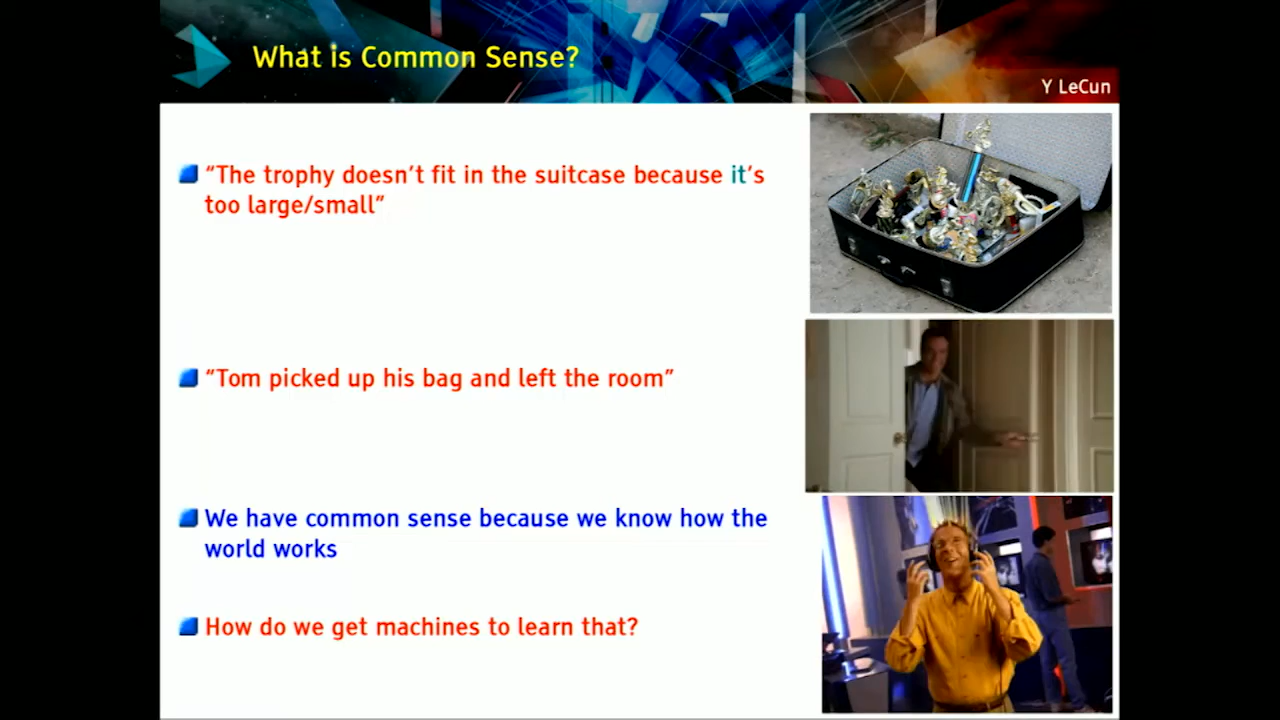 What is Common Sense?
Y LeCun
“The trophy doesn’t fit in the suitcase because it’s
too large/small”
“Tom picked up his bag and left the room”
We have common sense because we know how the
world works
How do we get machines to learn that?